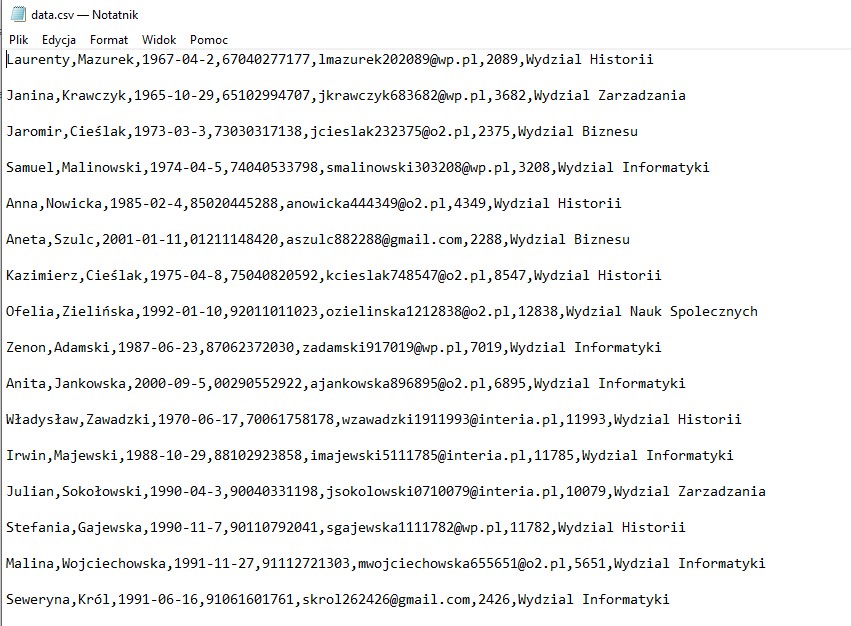 data.csv — Notatnik
Plik Edycja Format Widok Pomoc
Laurenty,Mazurek,1967-04-2,67040277177,lmazurek202089@wp.pl,2089,Wydzial Historii
Janina,Krawczyk,1965-10-29,65102994707,jkrawczyk683682@wp.pl,3682,Wydzial Zarzadzania
Jaromir,Cieślak,1973-03-3,73030317138,jcieslak232375@o2.pl,2375,Wydzial Biznesu
Samuel,Malinowski,1974-04-5,74040533798,smalinowski303208@wp.pl,3208,Wydzial Informatyki
Anna,Nowicka,1985-02-4,85020445288,anowicka444349@o2.pl,4349,Wydzial Historii
Aneta,Szulc,2001-01-11,01211148420,aszulc882288@gmail.com,2288,Wydzial Biznesu
Kazimierz,Cieślak,1975-04-8,75040820592,kcieslak748547@o2.pl,8547,Wydzial Historii
Ofelia,Zielińska,1992-01-10,92011011023,ozielinska1212838@o2.pl,12838,Wydzial Nauk Spolecznych
Zenon,Adamski,1987-06-23,87062372030,zadamski917019@wp.pl,7019,Wydzial Informatyki
Anita,Jankowska,2000-09-5,00290552922,ajankowska896895@o2.pl,6895,Wydzial Informatyki
Władysław,Zawadzki,1970-06-17,70061758178,wzawadzki1911993@interia.pl,11993,Wydzial Historii
Irwin,Majewski,1988-10-29,88102923858,imajewski5111785@interia.pl,11785,Wydzial Informatyki
Julian,Sokołowski,1990-04-3,90040331198,jsokolowski0710079@interia.pl,10079,Wydzial Zarzadzania
Stefania,Gajewska,1990-11-7,90110792041,sgajewska1111782@wp.pl,11782,Wydzial Historii
Malina,Wojciechowska,1991-11-27,91112721303,mwojciechowska655651@o2.pl,5651,Wydzial Informatyki
Seweryna,Król,1991-06-16,91061601761,skrol262426@gmail.com,2426,Wydzial Informatyki